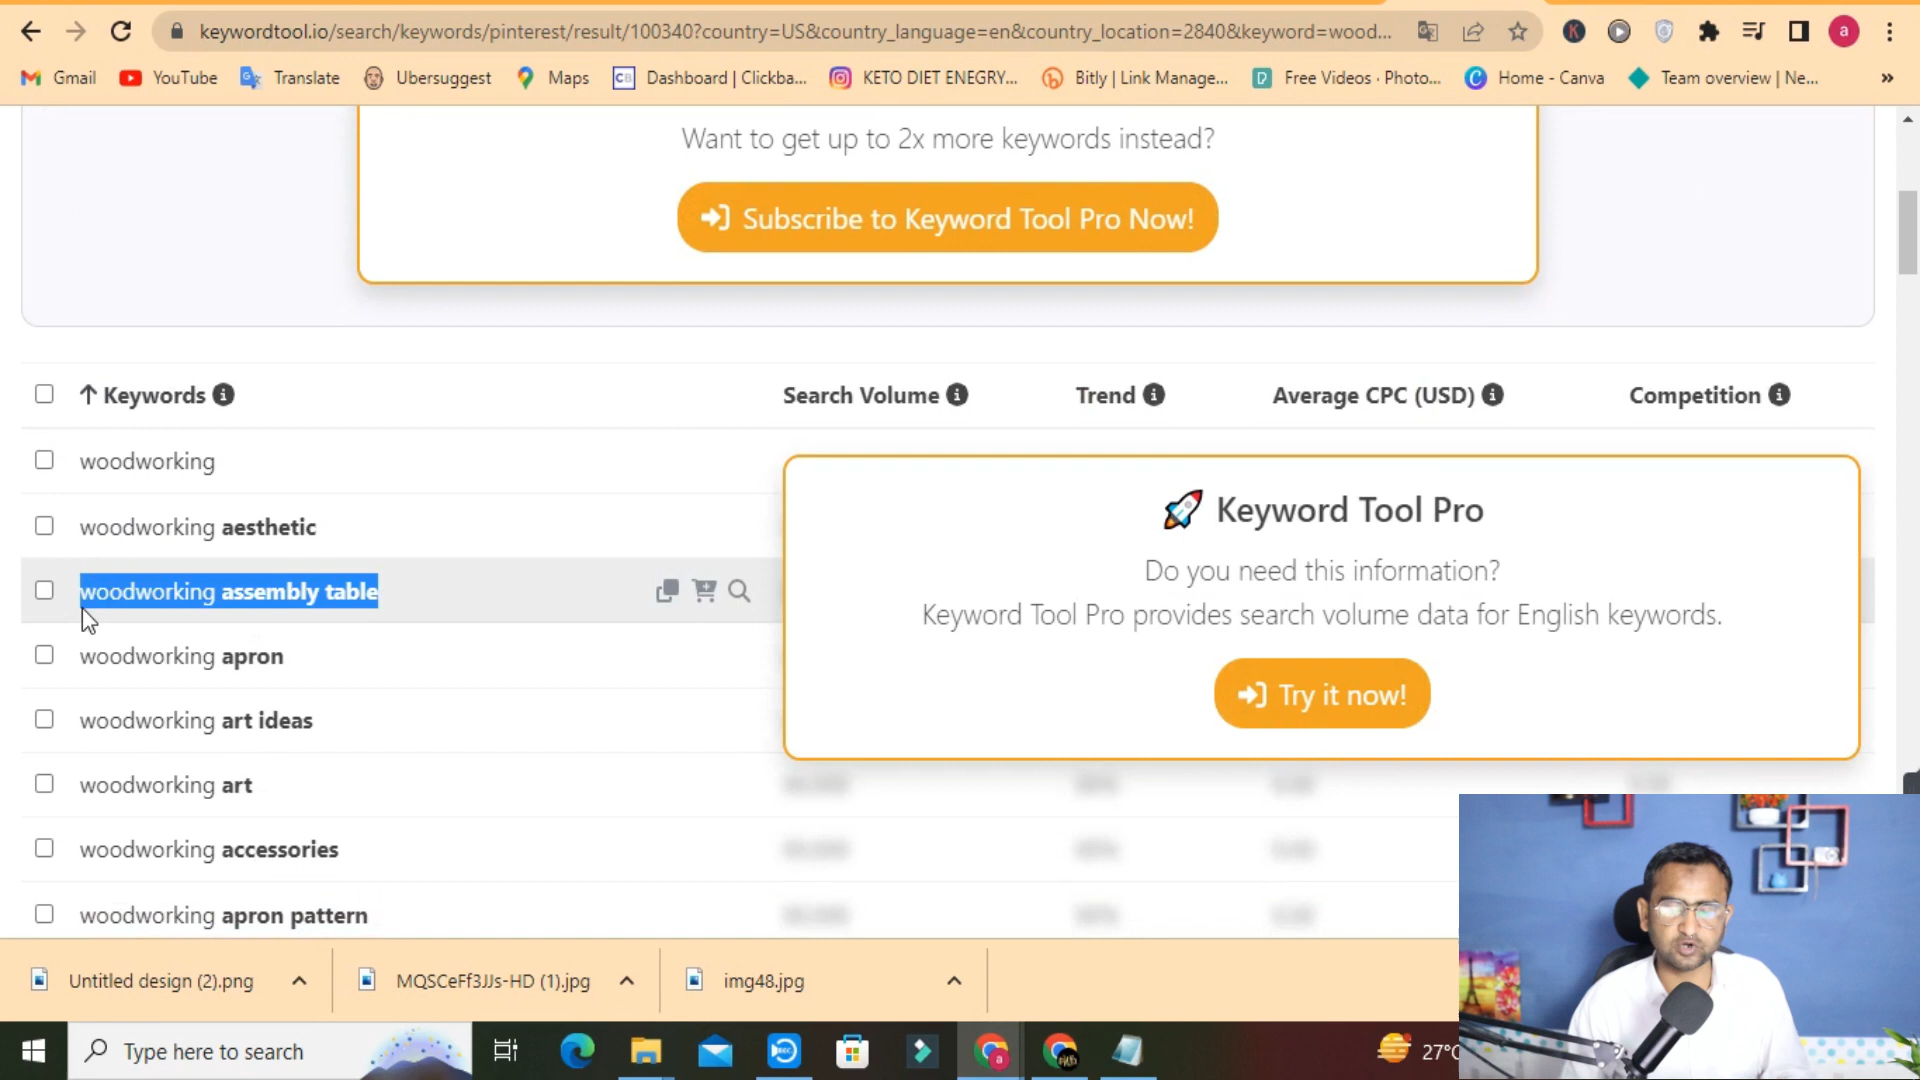 keywordtool.io/search/keywords/pinterest/result/100340?country=US&country_language=en&country_location=2840&keyword=wood...
K
a
Gmail
YouTube
Translate
Ubersuggest
Maps
CB
Dashboard | Clickba...
KETO DIET ENEGRY...
Bitly | Link Manage...
Free Videos · Photo...
Home - Canva
Team overview | Ne...
»
Want to get up to 2x more keywords instead?
Subscribe to Keyword Tool Pro Now!
Keywords
Search Volume
Trend
Average CPC (USD)
Competition
woodworking
woodworking aesthetic
woodworking assembly table
woodworking apron
woodworking art ideas
woodworking art
woodworking accessories
woodworking apron pattern
Keyword Tool Pro
Do you need this information?
Keyword Tool Pro provides search volume data for English keywords.
Try it now!
Untitled design (2).png
MQSCeFf3JJs-HD (1).jpg
img48.jpg
Type here to search
REC
a
27°C